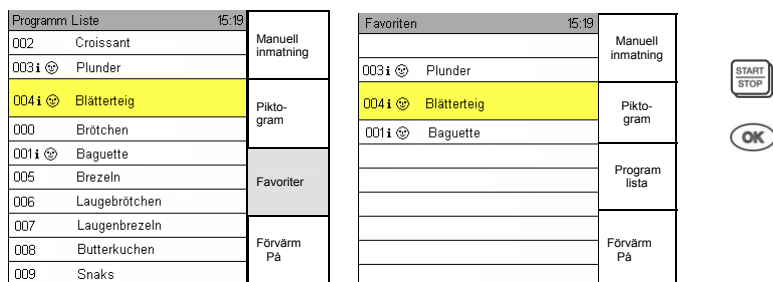 Programm Liste 15:19
002 Croissant
003 i Plunder
004 i Blätterteig
000 Brötchen
001 i Baguette
005 Brezeln
006 Laugebrötchen
007 Laugenbrezeln
008 Butterkuchen
009 Snaks
Manuell
inmatning
Pikto-
gram
Favoriter
Förvärm
På
Favoriten 15:19
003 i Plunder
004 i Blätterteig
001 i Baguette
Manuell
inmatning
Pikto-
gram
Program
lista
Förvärm
På
START
STOP
OK